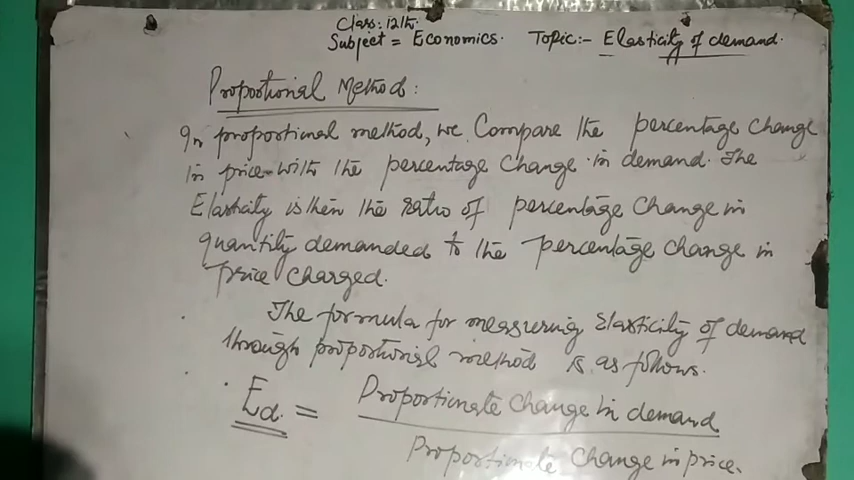 Class: 12th.
Subject = Economics. Topic:- Elasticity of demand.
Proportional Method:
In proportional method, we Compare the percentage change
in price with the percentage change in demand. The
Elasticity is then the ratio of percentage change in
quantity demanded to the percentage change in
price charged.
The formula for measuring Elasticity of demand
through proportional method is as follows.
Ed. = Proportionate change in demand
Proportionate change in price.